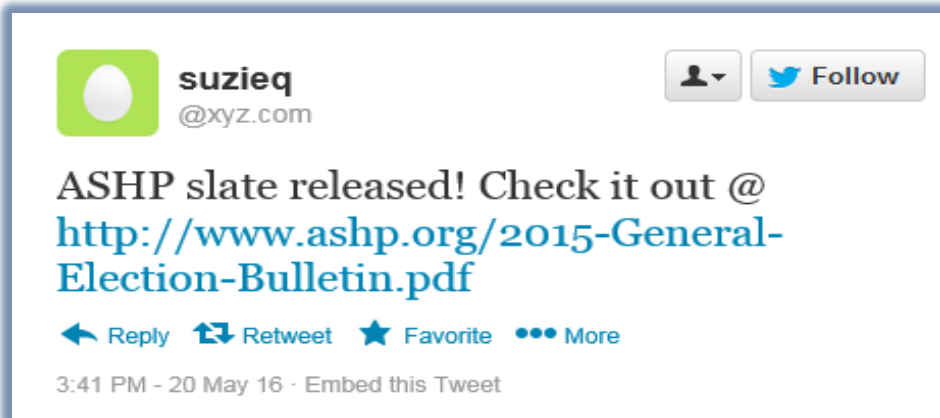 suzieq
@xyz.com
Follow
ASHP slate released! Check it out @
http://www.ashp.org/2015-General-
Election-Bulletin.pdf
Reply Retweet Favorite More
3:41 PM - 20 May 16 · Embed this Tweet